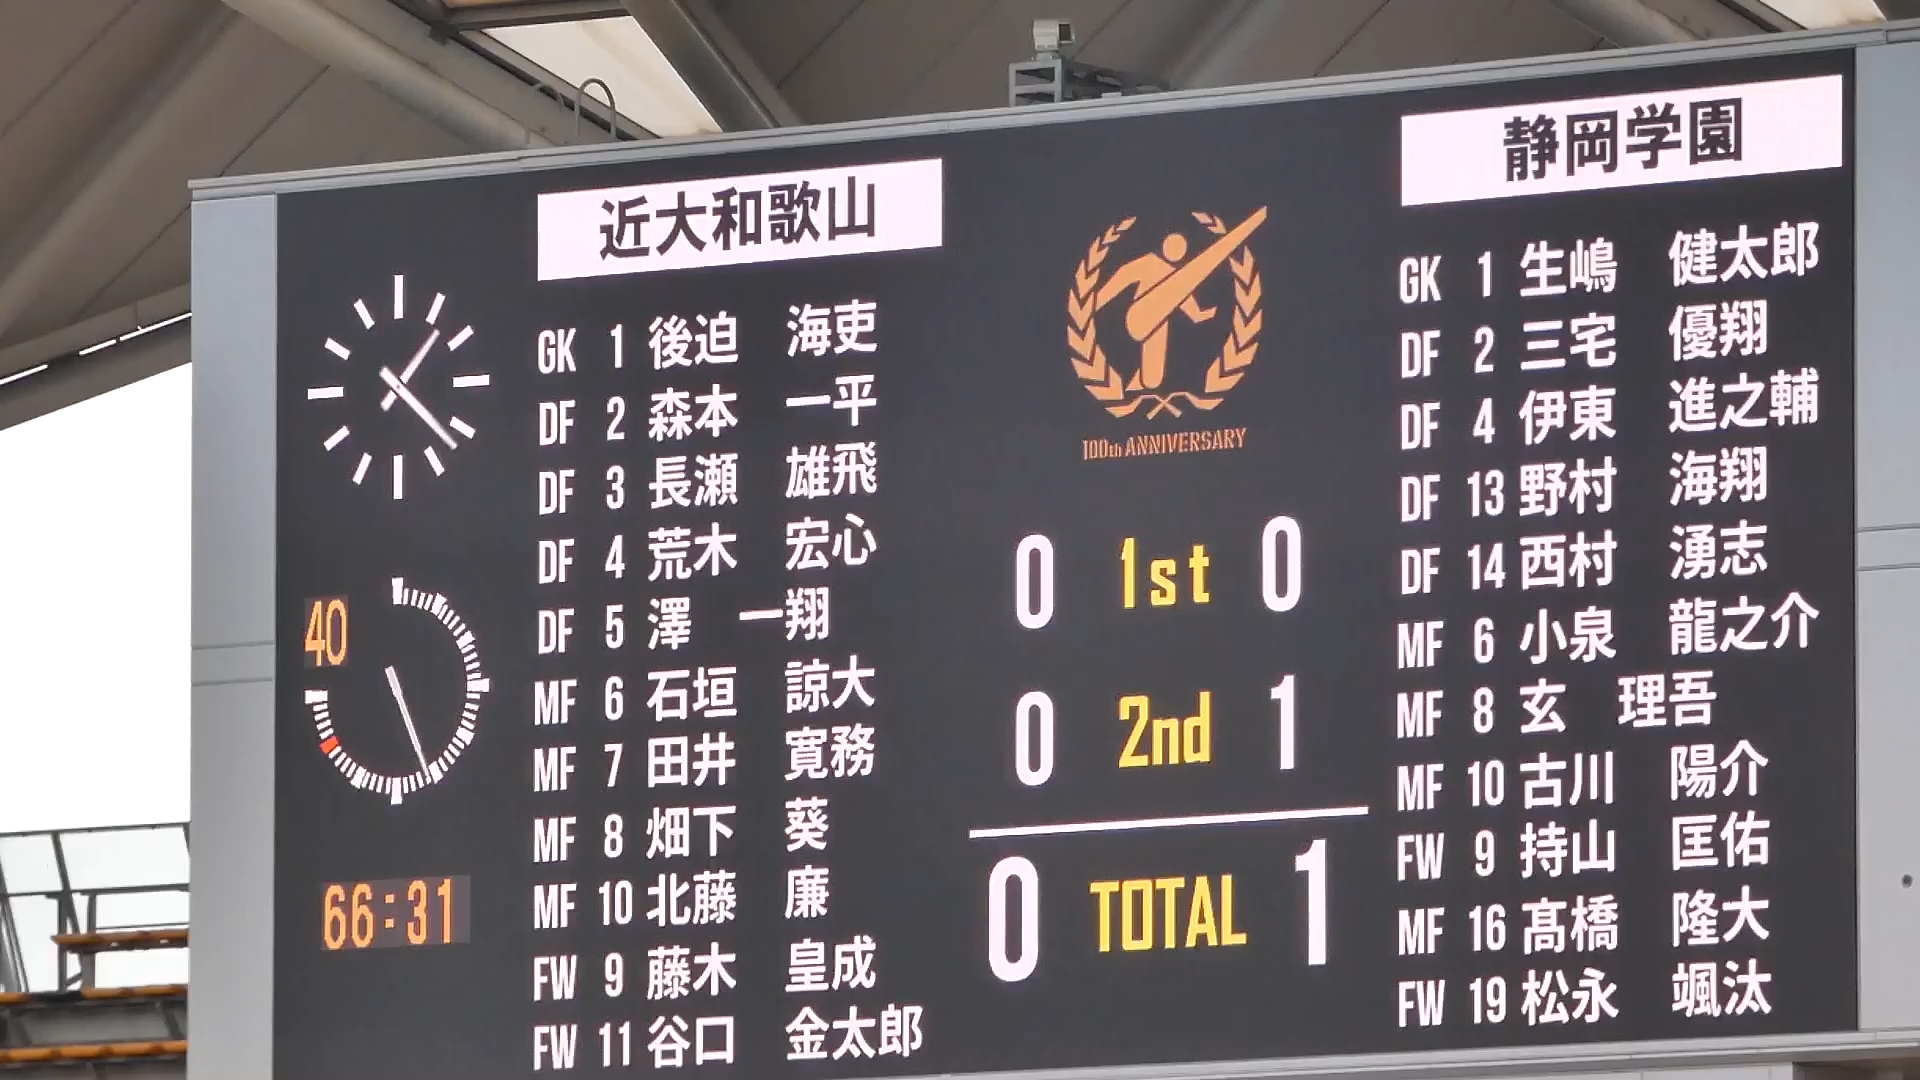 近大和歌山
GK 1 後迫 海吏
DF 2 森本 一平
DF 3 長瀬 雄飛
DF 4 荒木 宏心
DF 5 澤 一翔
MF 6 石垣 諒大
MF 7 田井 寛務
MF 8 畑下 葵
MF 10 北藤 廉
FW 9 藤木 皇成
FW 11 谷口 金太郎
40
66:31
100th ANNIVERSARY
0 1st 0
0 2nd 1
0 TOTAL 1
静岡学園
GK 1 生嶋 健太郎
DF 2 三宅 優翔
DF 4 伊東 進之輔
DF 13 野村 海翔
DF 14 西村 湧志
MF 6 小泉 龍之介
MF 8 玄 理吾
MF 10 古川 陽介
FW 9 持山 匡佑
MF 16 髙橋 隆大
FW 19 松永 颯汰